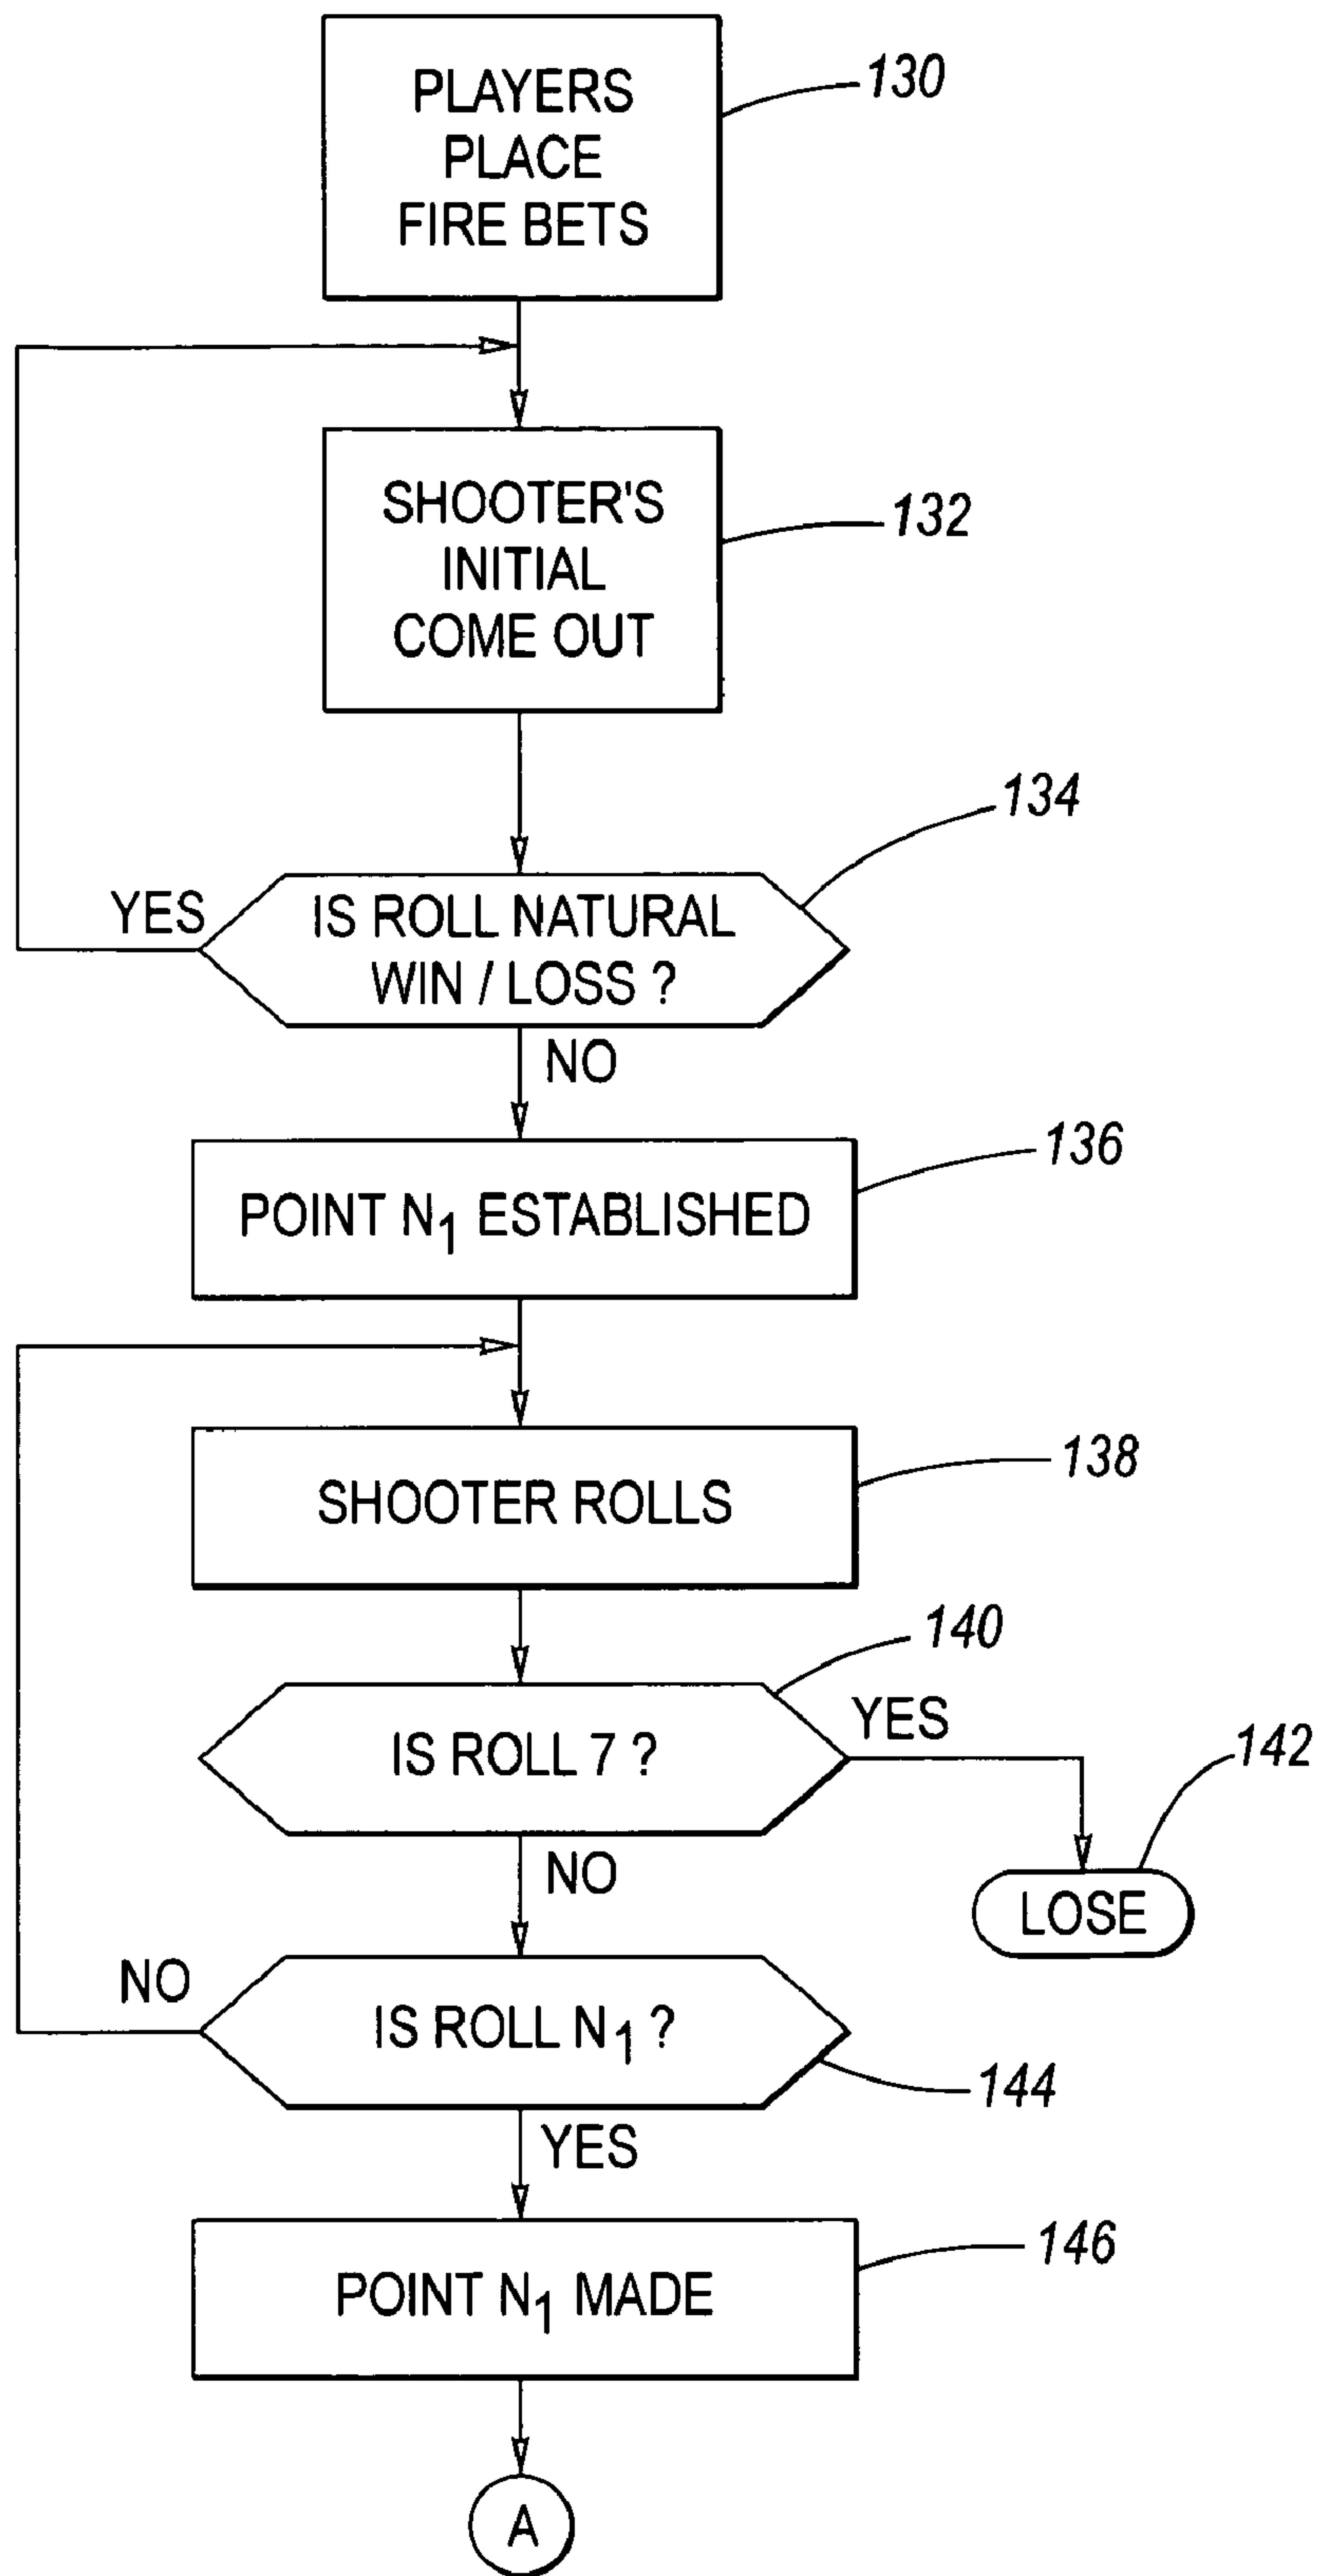 PLAYERS
PLACE
FIRE BETS
130
SHOOTER'S
INITIAL
COME OUT
132
134
YES
IS ROLL NATURAL
WIN / LOSS ?
NO
136
POINT N1 ESTABLISHED
138
SHOOTER ROLLS
140
IS ROLL 7 ?
YES
142
NO
LOSE
NO
IS ROLL N1 ?
144
YES
146
POINT N1 MADE
A